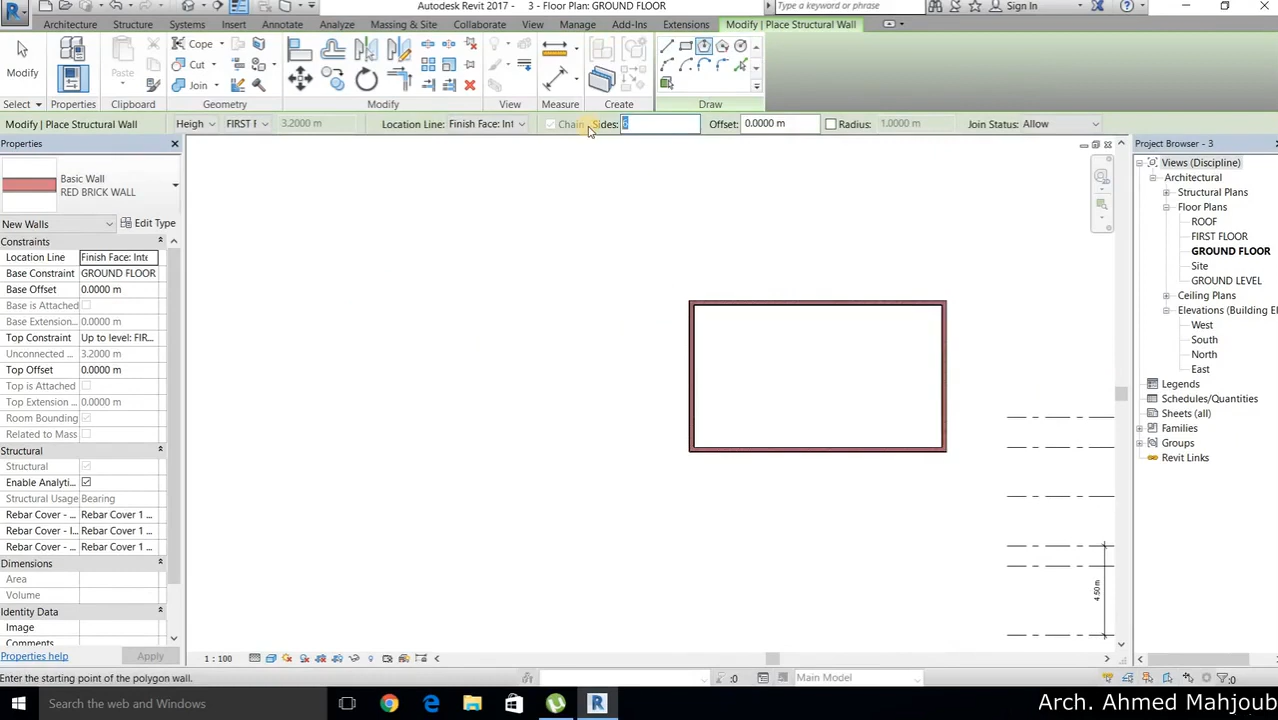 Autodesk Revit 2017 -
3 - Floor Plan: GROUND FLOOR
Type a keyword or phrase
Sign In
Architecture
Structure
Systems
Insert
Annotate
Analyze
Massing & Site
Collaborate
View
Manage
Add-Ins
Extensions
Modify | Place Structural Wall
Modify
Paste
Cope
Cut
Join
Select
Properties
Clipboard
Geometry
Modify
View
Measure
Create
Draw
Modify | Place Structural Wall
Heigh
FIRST F
3.2000 m
Location Line:
Finish Face: Int
Chain
Sides:
6
Offset:
0.0000 m
Radius:
1.0000 m
Join Status:
Allow
Properties
Basic Wall
RED BRICK WALL
New Walls
Edit Type
Constraints
Location Line
Finish Face: Inte
Base Constraint
GROUND FLOOR
Base Offset
0.0000 m
Base is Attached
Base Extension...
0.0000 m
Top Constraint
Up to level: FIR...
Unconnected ...
3.2000 m
Top Offset
0.0000 m
Top is Attached
Top Extension ...
0.0000 m
Room Bounding
Related to Mass
Structural
Structural
Enable Analyti...
Structural Usage
Bearing
Rebar Cover - ...
Rebar Cover 1 ...
Rebar Cover - I...
Rebar Cover 1 ...
Rebar Cover - ...
Rebar Cover 1 ...
Dimensions
Area
Volume
Identity Data
Image
Comments
Properties help
Apply
4.50 m
Project Browser - 3
Views (Discipline)
Architectural
Structural Plans
Floor Plans
ROOF
FIRST FLOOR
GROUND FLOOR
Site
GROUND LEVEL
Ceiling Plans
Elevations (Building El
West
South
North
East
Legends
Schedules/Quantities
Sheets (all)
Families
Groups
Revit Links
1 : 100
Enter the starting point of the polygon wall.
:0
Main Model
:0
Search the web and Windows
Arch. Ahmed Mahjoub